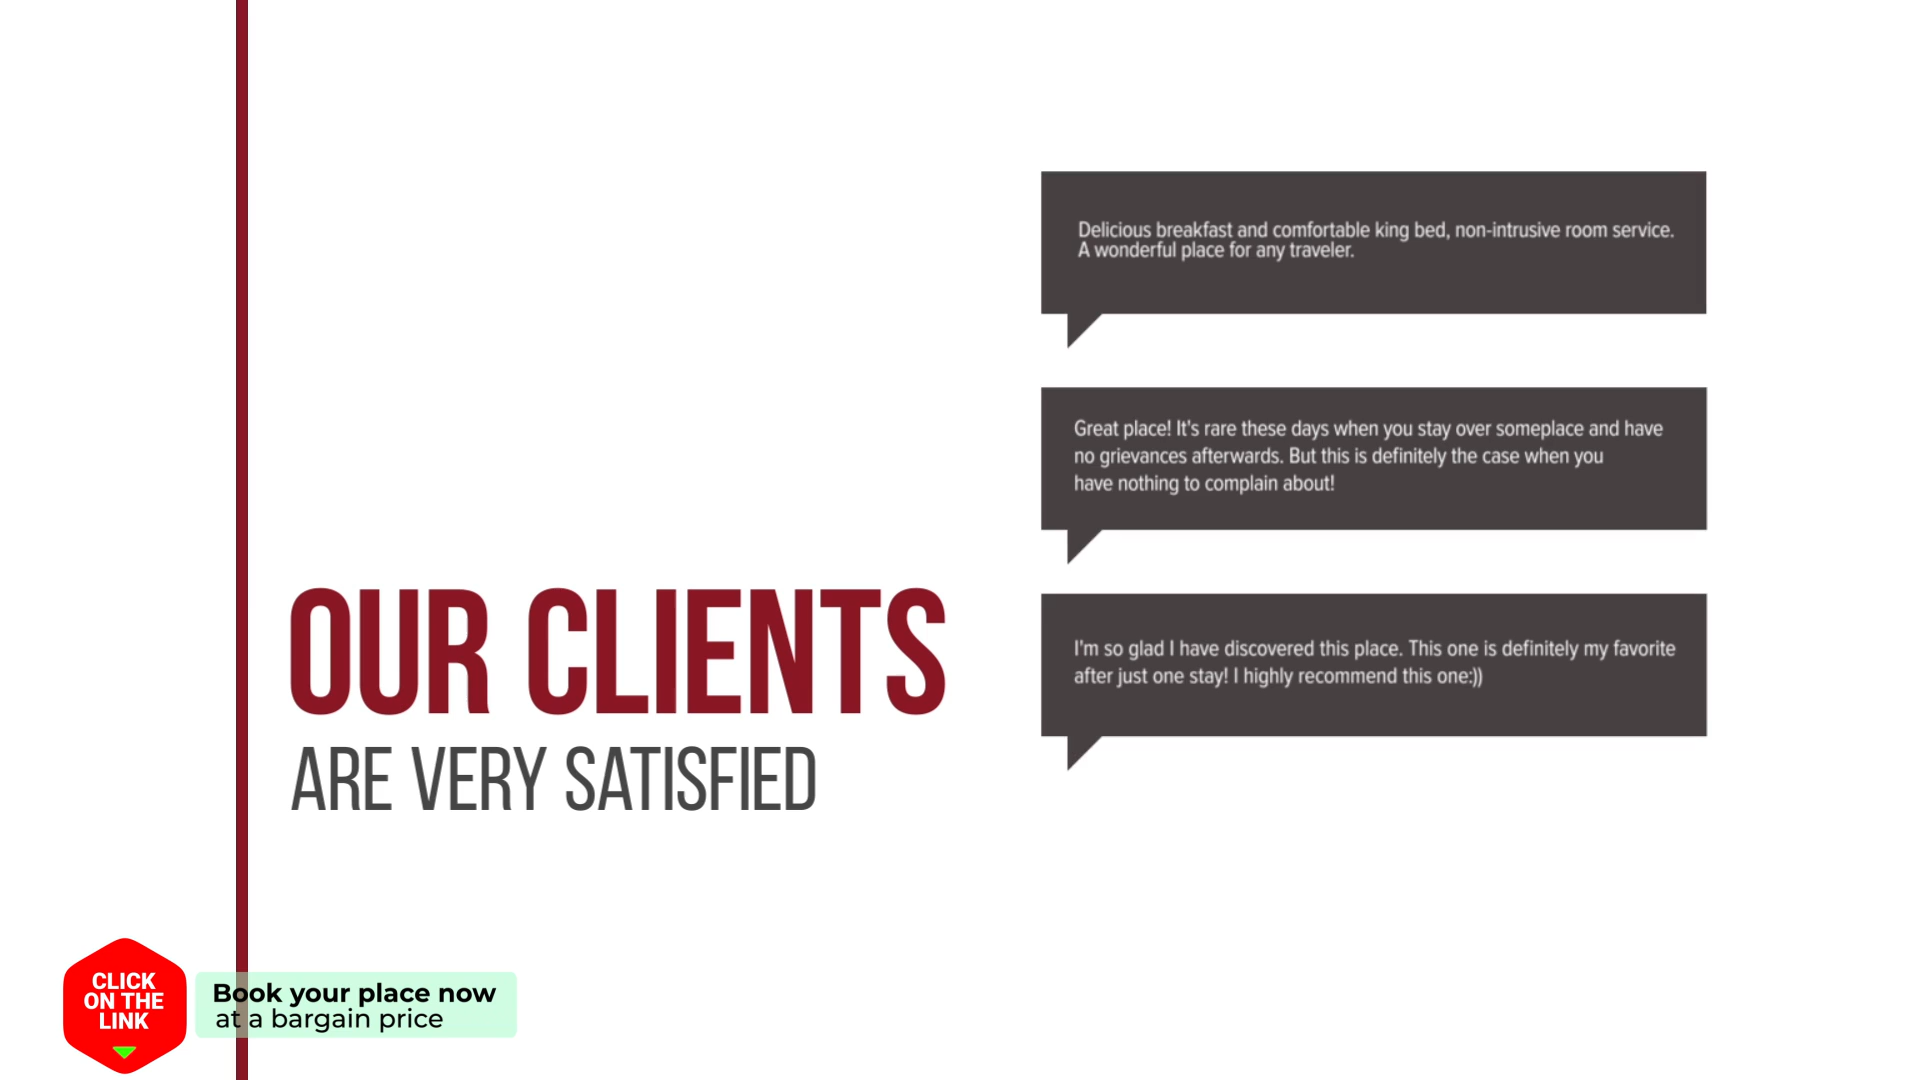 Delicious breakfast and comfortable king bed, non-intrusive room service.
A wonderful place for any traveler.
Great place! It's rare these days when you stay over someplace and have
no grievances afterwards. But this is definitely the case when you
have nothing to complain about!
I'm so glad I have discovered this place. This one is definitely my favorite
after just one stay! I highly recommend this one:))
OUR CLIENTS
ARE VERY SATISFIED
CLICK
ON THE
LINK
Book your place now
at a bargain price